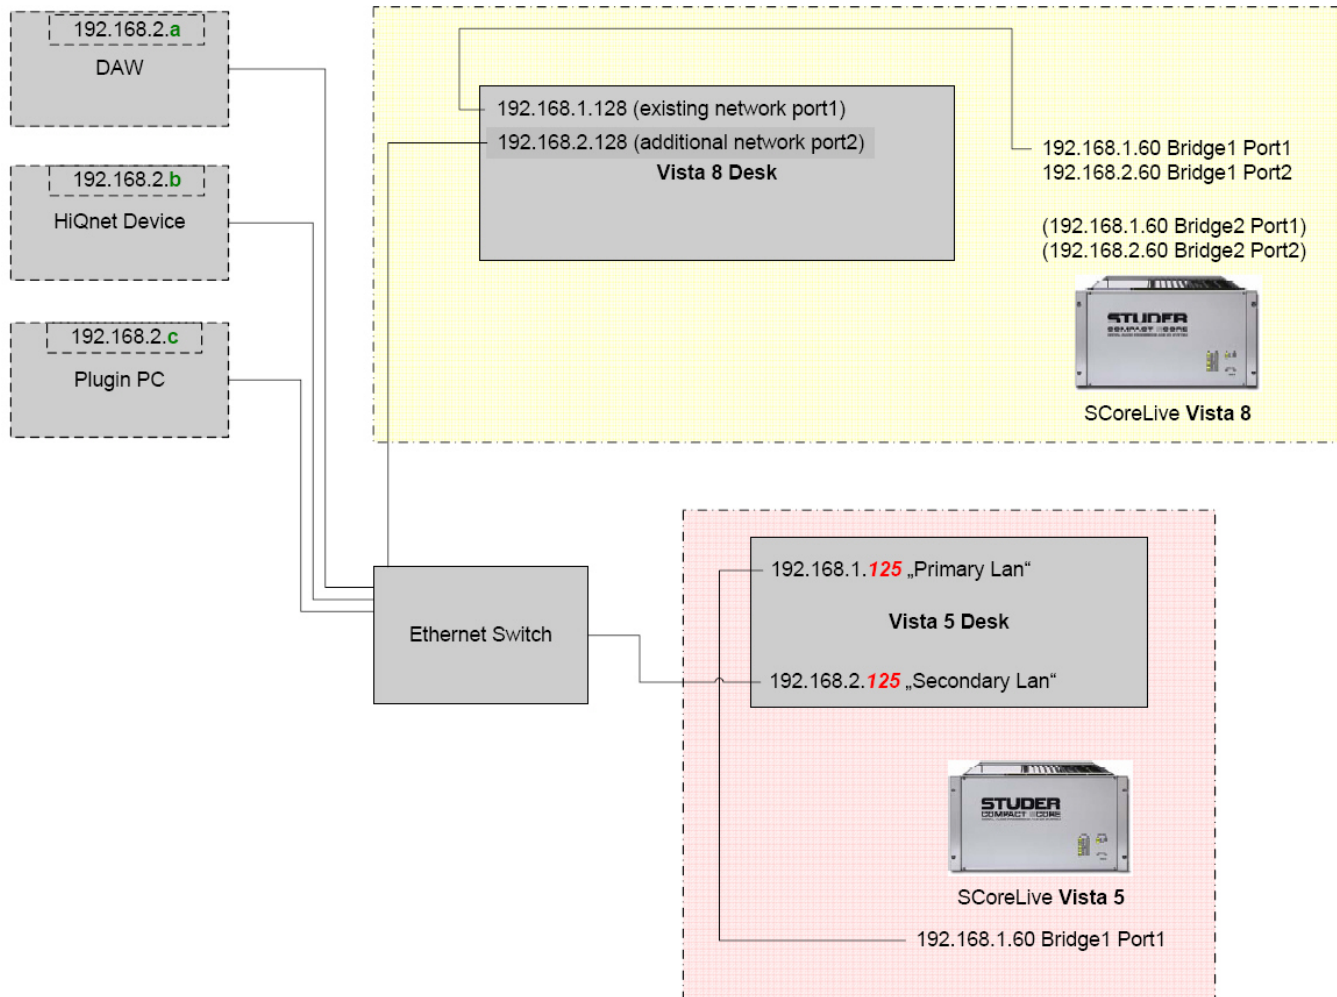 192.168.2.a
DAW
192.168.2.b
HiQnet Device
192.168.2.c
Plugin PC
192.168.1.128 (existing network port1)
192.168.2.128 (additional network port2)
Vista 8 Desk
192.168.1.60 Bridge1 Port1
192.168.2.60 Bridge1 Port2
(192.168.1.60 Bridge2 Port1)
(192.168.2.60 Bridge2 Port2)
STUDER
COMPACT SCORE
SCoreLive Vista 8
Ethernet Switch
192.168.1.125 „Primary Lan“
Vista 5 Desk
192.168.2.125 „Secondary Lan“
STUDER
COMPACT SCORE
SCoreLive Vista 5
192.168.1.60 Bridge1 Port1